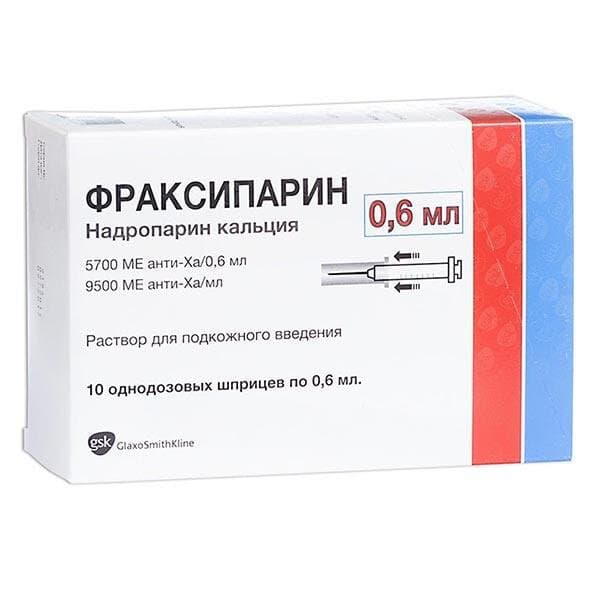 ФРАКСИПАРИН
0,6 мл
Надропарин кальция
5700 МЕ анти-Ха/0,6 мл
9500 МЕ анти-Ха/мл
Раствор для подкожного введения
10 однодозовых шприцев по 0,6 мл.
gsk GlaxoSmithKline